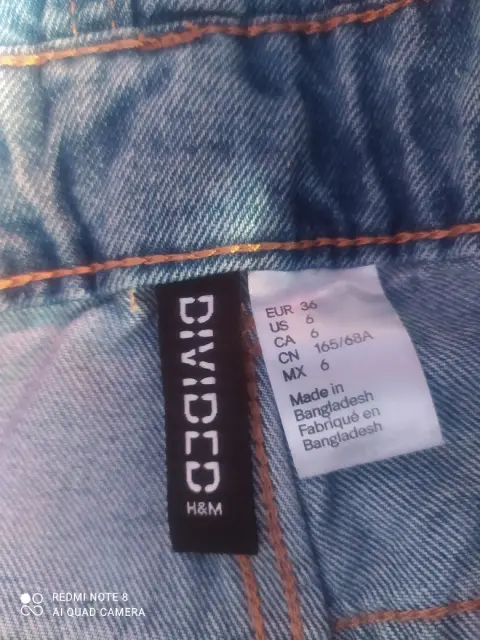 DIVIDED
H&M
EUR 36
US 6
CA 6
CN 165/68A
MX 6
Made in
Bangladesh
Fabriqué en
Bangladesh
REDMI NOTE 8
AI QUAD CAMERA